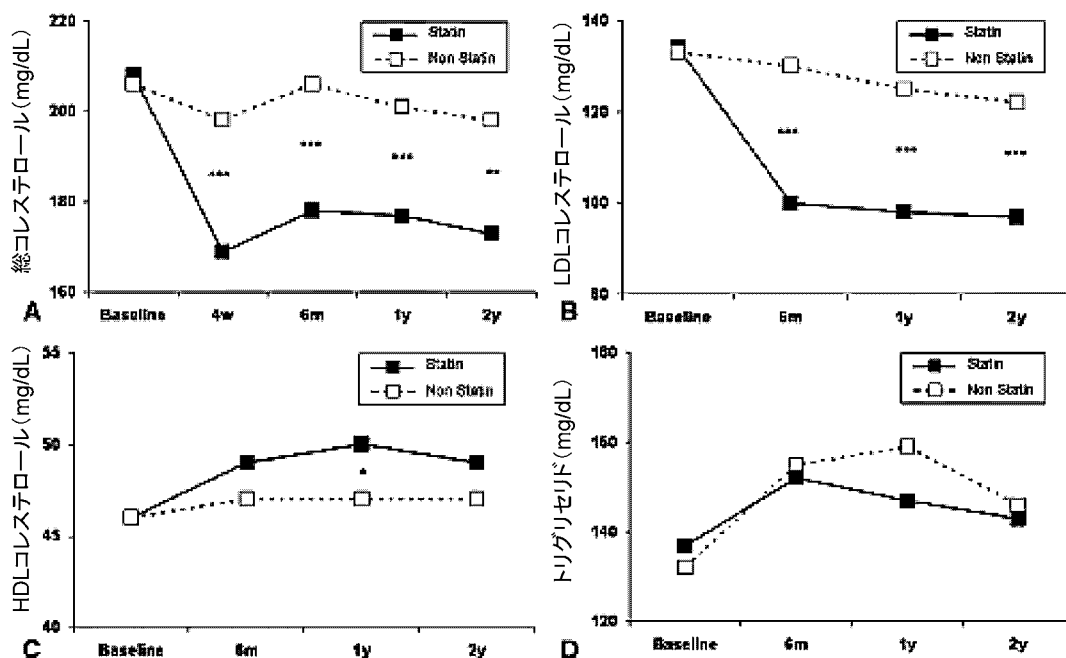 総コレステロール (mg/dL)
220
200
180
160
Statin
Non Statin
***
***
***
**
Baseline
4w
6m
1y
2y
A
LDLコレステロール (mg/dL)
140
120
100
80
Statin
Non Statin
***
***
***
Baseline
6m
1y
2y
B
HDLコレステロール (mg/dL)
55
50
45
40
Statin
Non Statin
*
Baseline
6m
1y
2y
C
トリグリセリド (mg/dL)
180
160
140
120
Statin
Non Statin
Baseline
6m
1y
2y
D